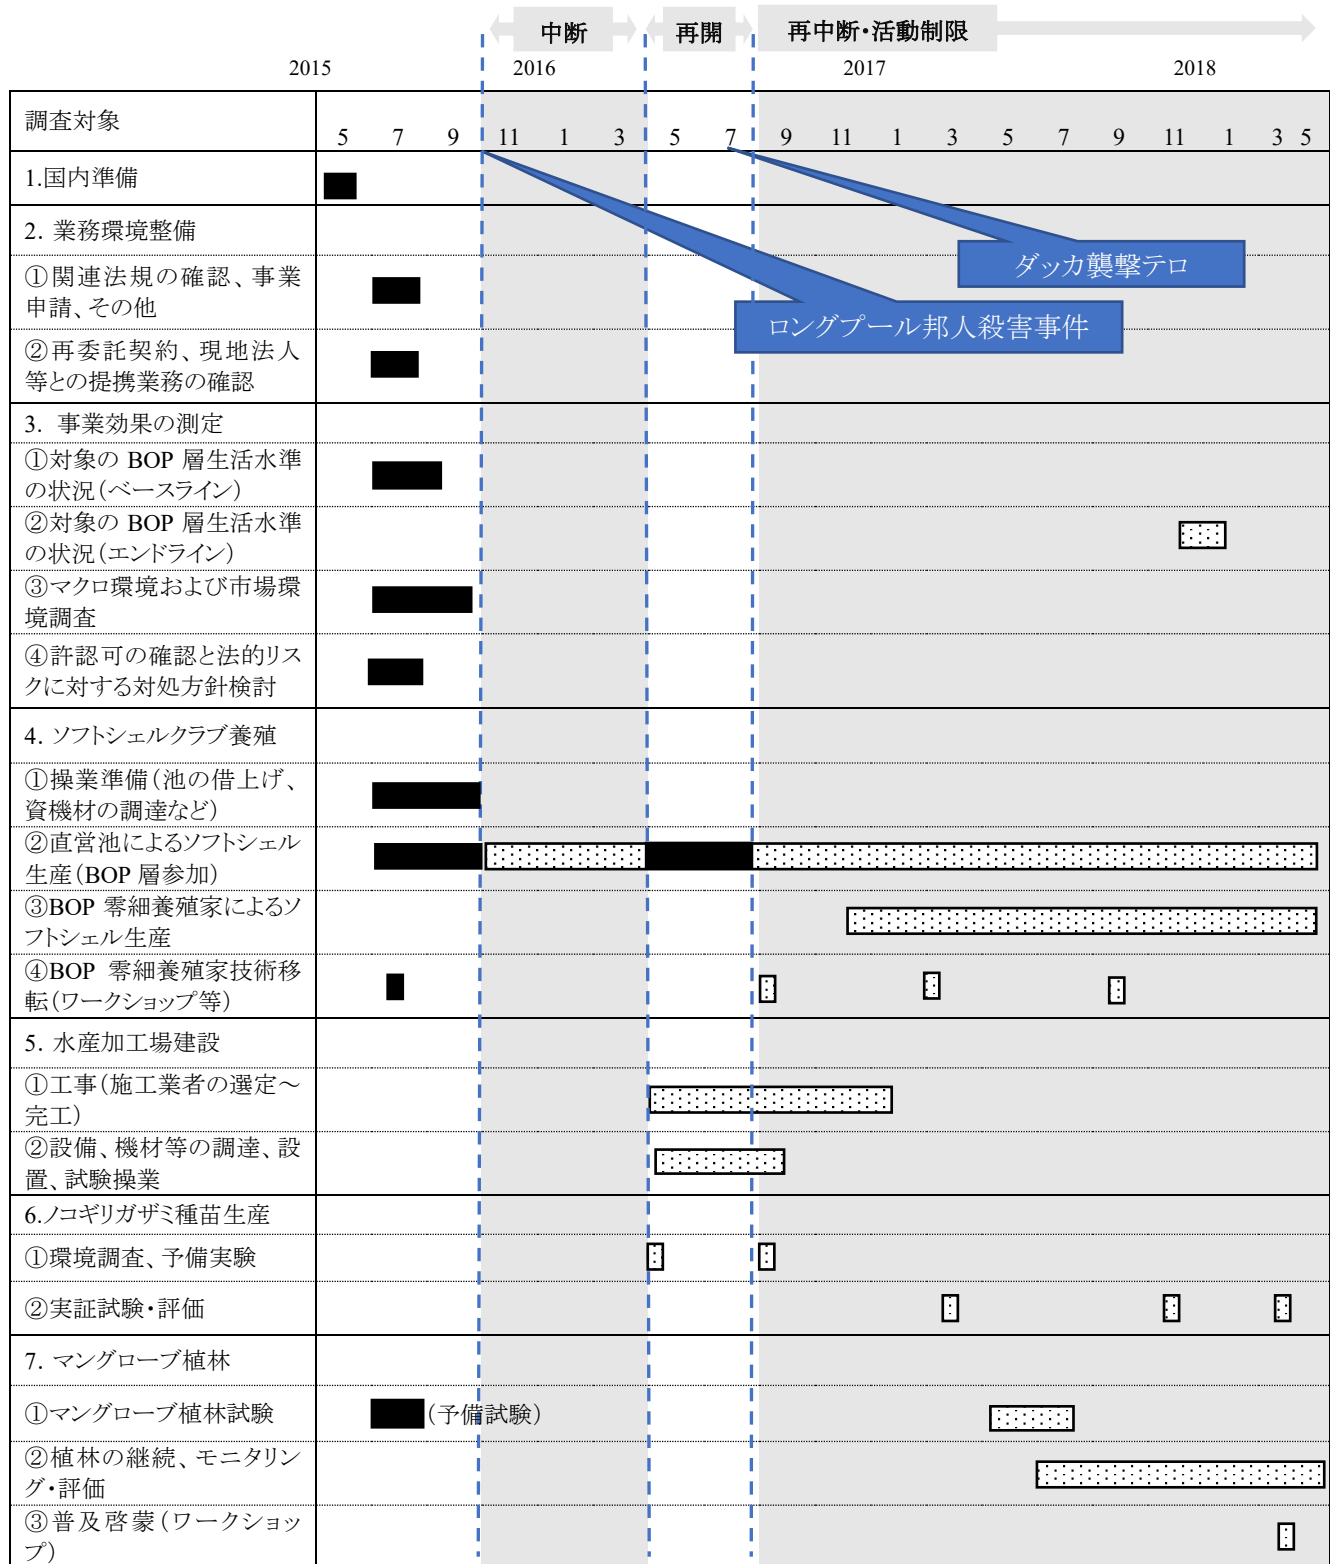 中断 再開 再中断・活動制限
2015 2016 2017 2018
調査対象
5 7 9 11 1 3 5 7 9 11 1 3 5 7 9 11 1 3 5
1.国内準備
2. 業務環境整備
ダッカ襲撃テロ
①関連法規の確認、事業
申請、その他
ロングプール邦人殺害事件
②再委託契約、現地法人
等との提携業務の確認
3. 事業効果の測定
①対象の BOP 層生活水準
の状況(ベースライン)
②対象の BOP 層生活水準
の状況(エンドライン)
③マクロ環境および市場環
境調査
④許認可の確認と法的リス
クに対する対処方針検討
4. ソフトシェルクラブ養殖
①操業準備(池の借上げ、
資機材の調達など)
②直営池によるソフトシェル
生産(BOP 層参加)
③BOP 零細養殖家によるソ
フトシェル生産
④BOP 零細養殖家技術移
転(ワークショップ等)
5. 水産加工場建設
①工事(施工業者の選定~
完工)
②設備、機材等の調達、設
置、試験操業
6.ノコギリガザミ種苗生産
①環境調査、予備実験
②実証試験・評価
7. マングローブ植林
①マングローブ植林試験
(予備試験)
②植林の継続、モニタリン
グ・評価
③普及啓蒙(ワークショッ
プ)